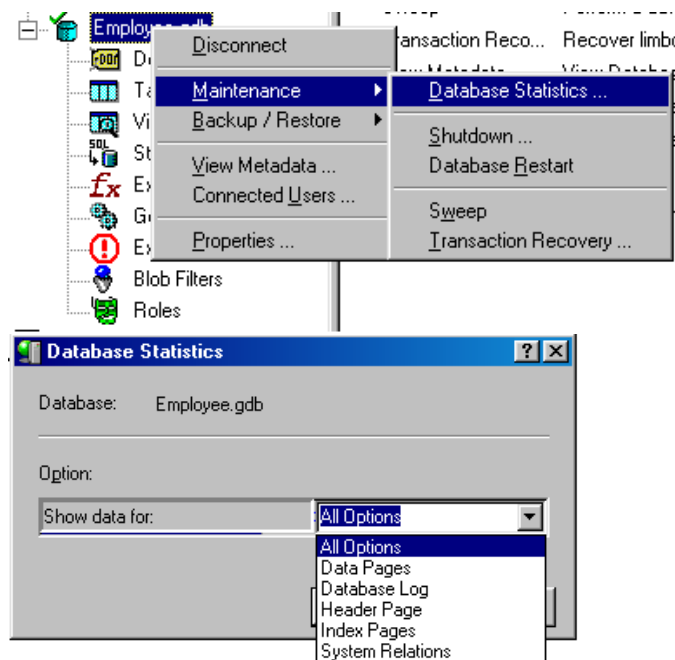 Employee.gdb
Disconnect
Maintenance
Backup / Restore
View Metadata ...
Connected Users ...
Properties ...
ansaction Reco... Recover limbo
Database Statistics ...
Shutdown ...
Database Restart
Sweep
Transaction Recovery ...
SQL
Blob Filters
Roles
Database Statistics
Database: Employee.gdb
Option:
Show data for: All Options
All Options
Data Pages
Database Log
Header Page
Index Pages
System Relations